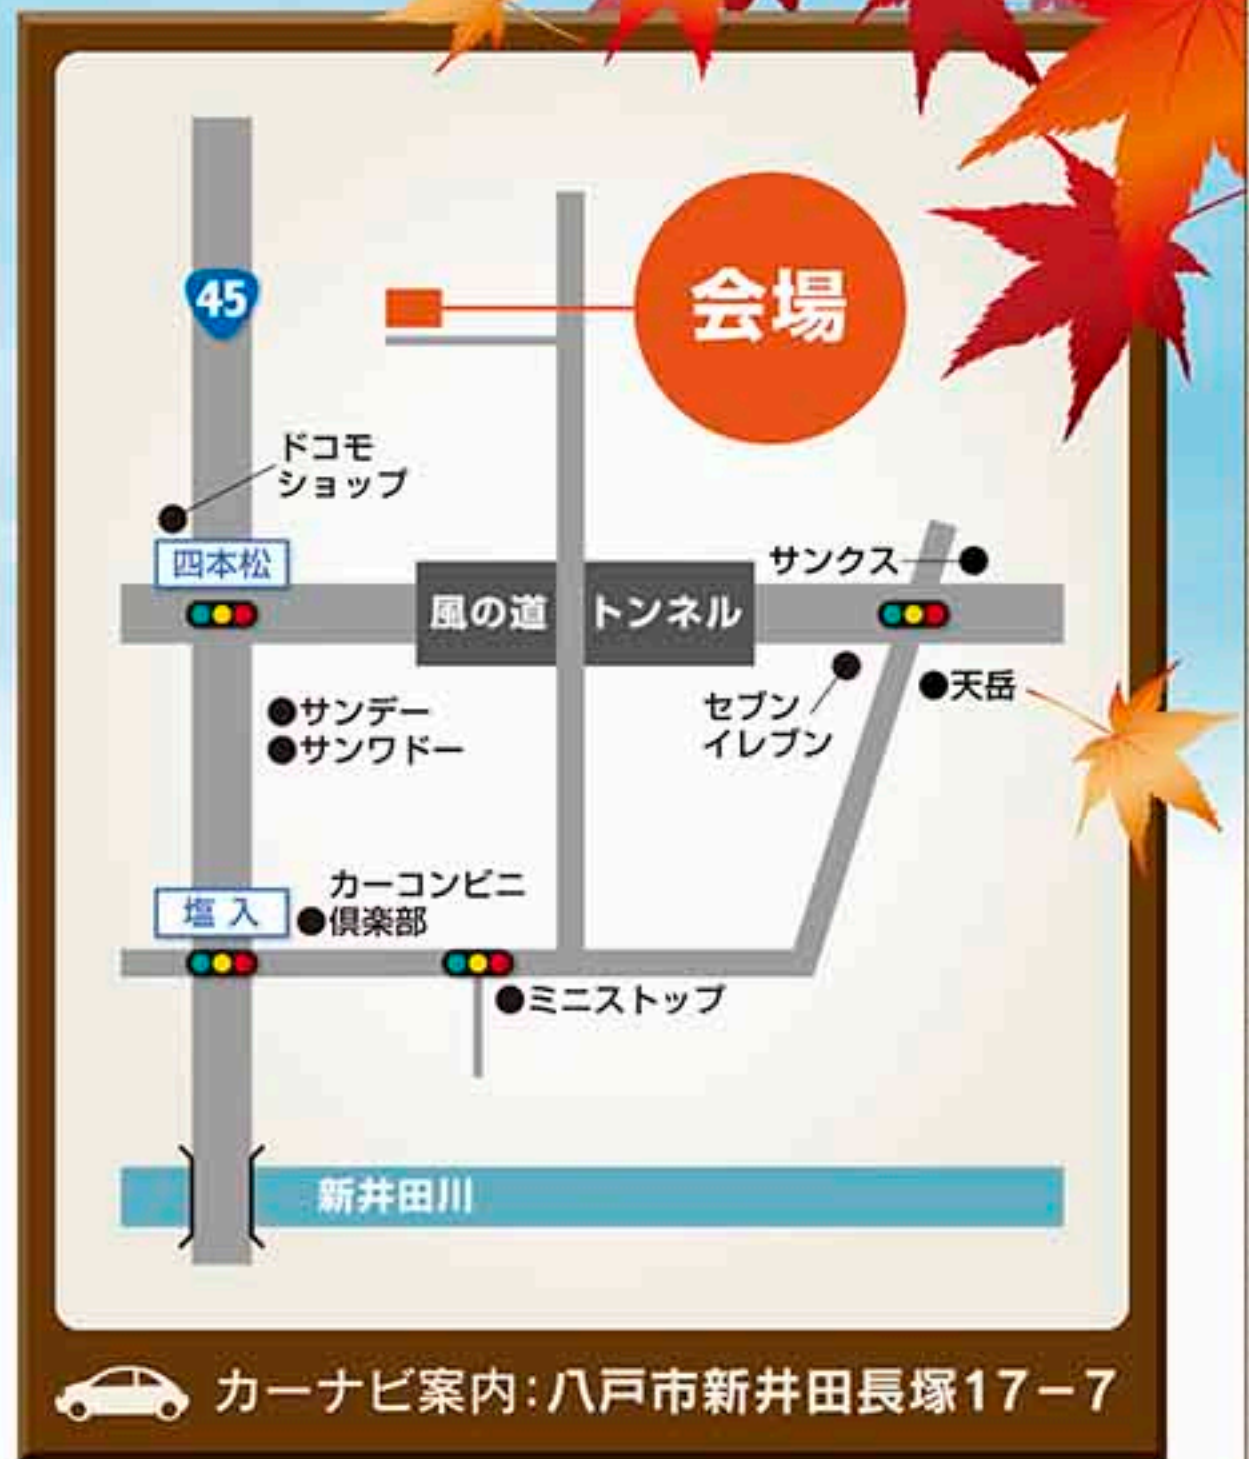 会場
45
ドコモ
ショップ
四本松
サンクス
風の道 トンネル
天岳
セブン
イレブン
サンデー
サンワドー
カーコンビニ
倶楽部
塩入
ミニストップ
新井田川
カーナビ案内:八戸市新井田長塚17-7